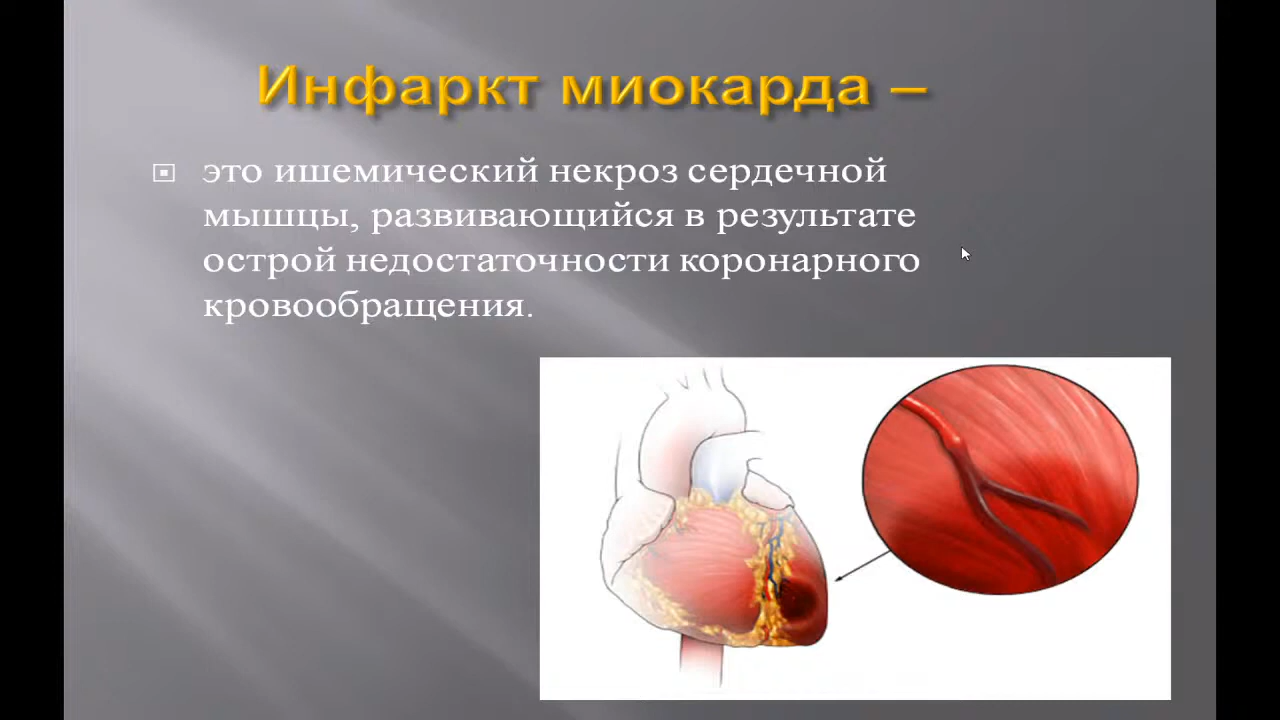 Инфаркт миокарда –
это ишемический некроз сердечной
мышцы, развивающийся в результате
острой недостаточности коронарного
кровообращения.